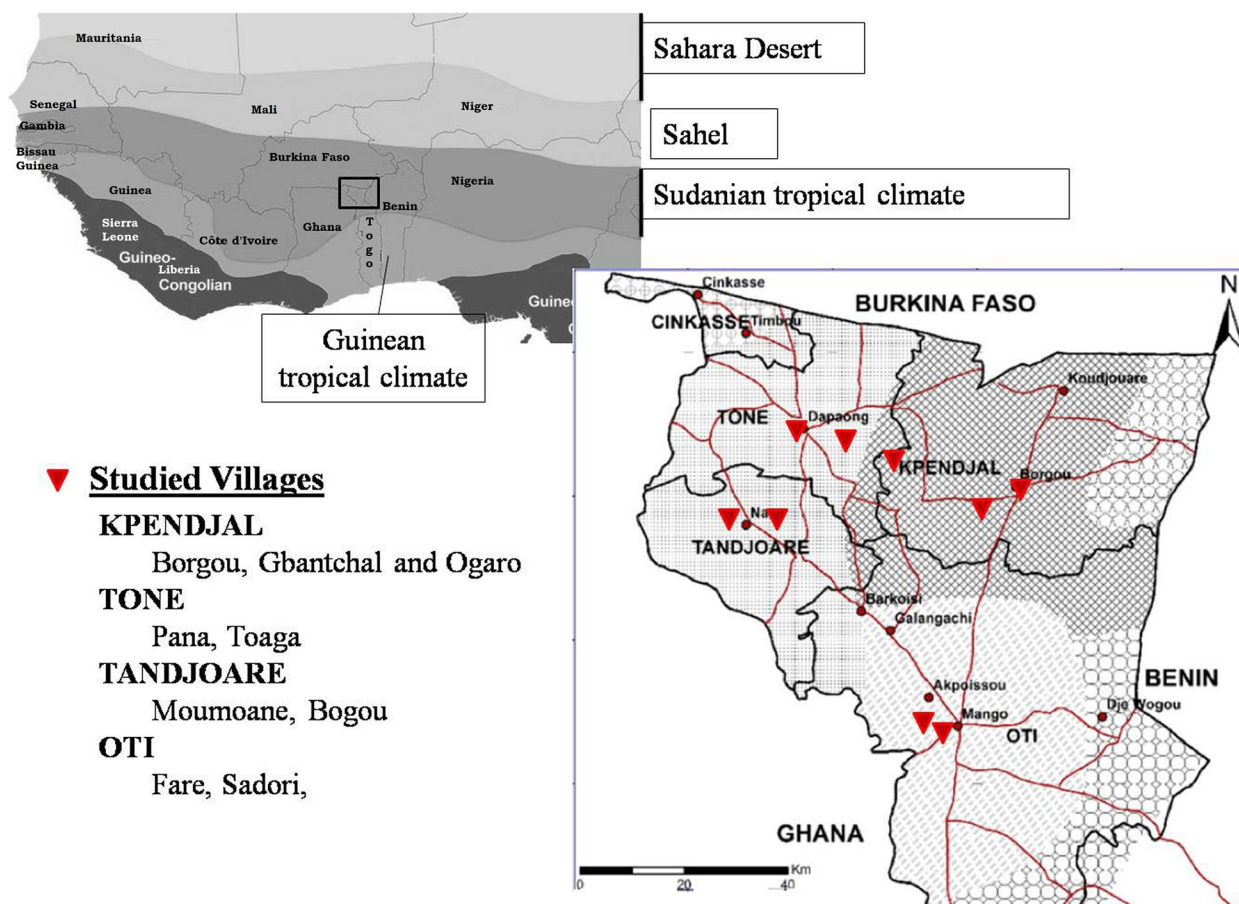 Mauritania
Senegal
Gambia
Bissau
Guinea
Guinea
Mali
Niger
Burkina Faso
Nigeria
Benin
Ghana
Togo
Côte d'Ivoire
Sierra
Leone
Guineo-
Liberia
Congolian
Sahara Desert
Sahel
Sudanian tropical climate
Guinean
tropical climate
Studied Villages
KPENDJAL
Borgou, Gbantchal and Ogaro
TONE
Pana, Toaga
TANDJOARE
Moumoane, Bogou
OTI
Fare, Sadori,
N
Cinkasse
BURKINA FASO
CINKASSE
Timbou
Koudjouare
TONE
Dapaong
KPENDJAL
Borgou
TANDJOARE
Barkoisi
Galangachi
Akpoissou
Mango
OTI
BENIN
GHANA
Km
0 20 40